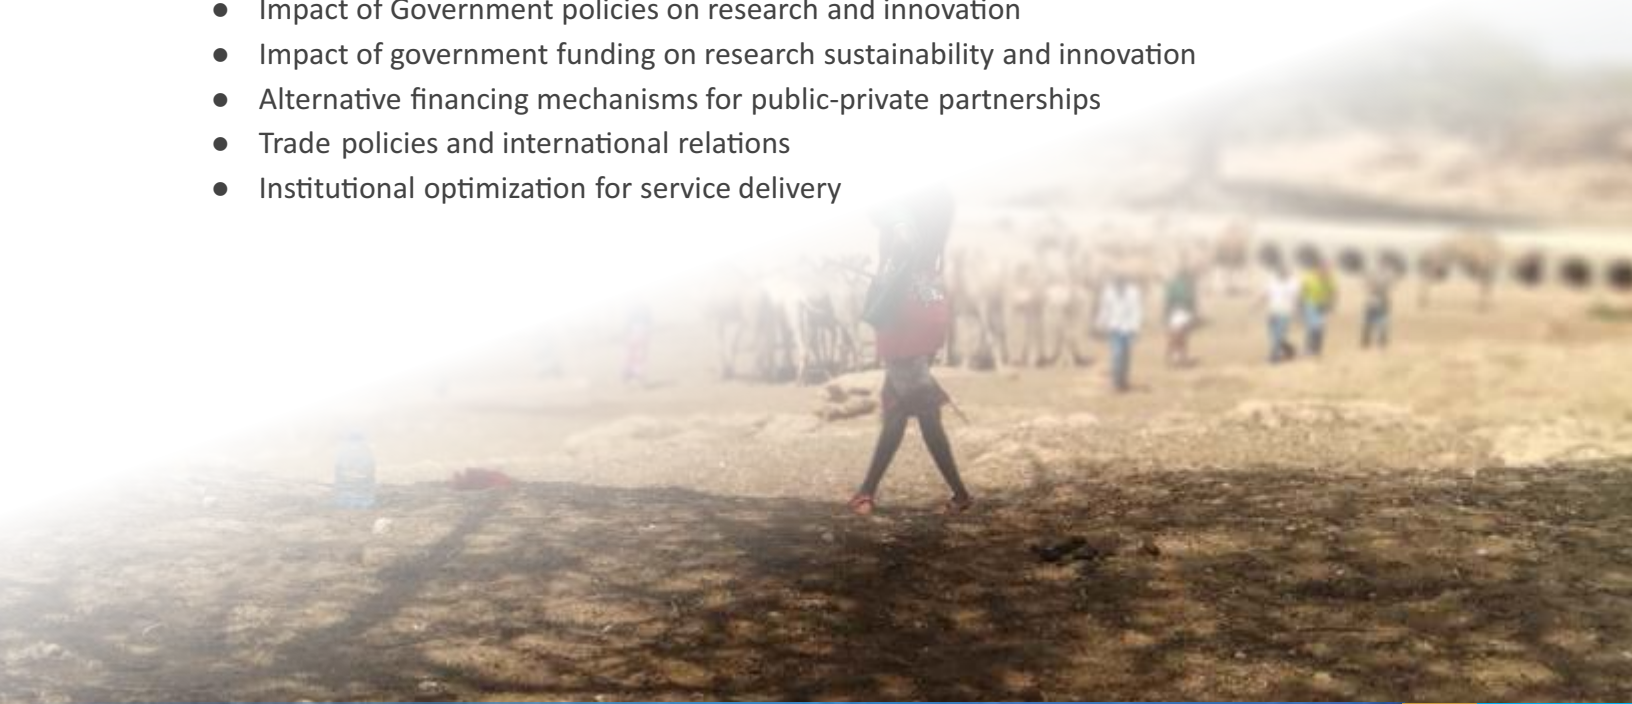 ● Impact of Government policies on research and innovation
● Impact of government funding on research sustainability and innovation
● Alternative financing mechanisms for public-private partnerships
● Trade policies and international relations
● Institutional optimization for service delivery